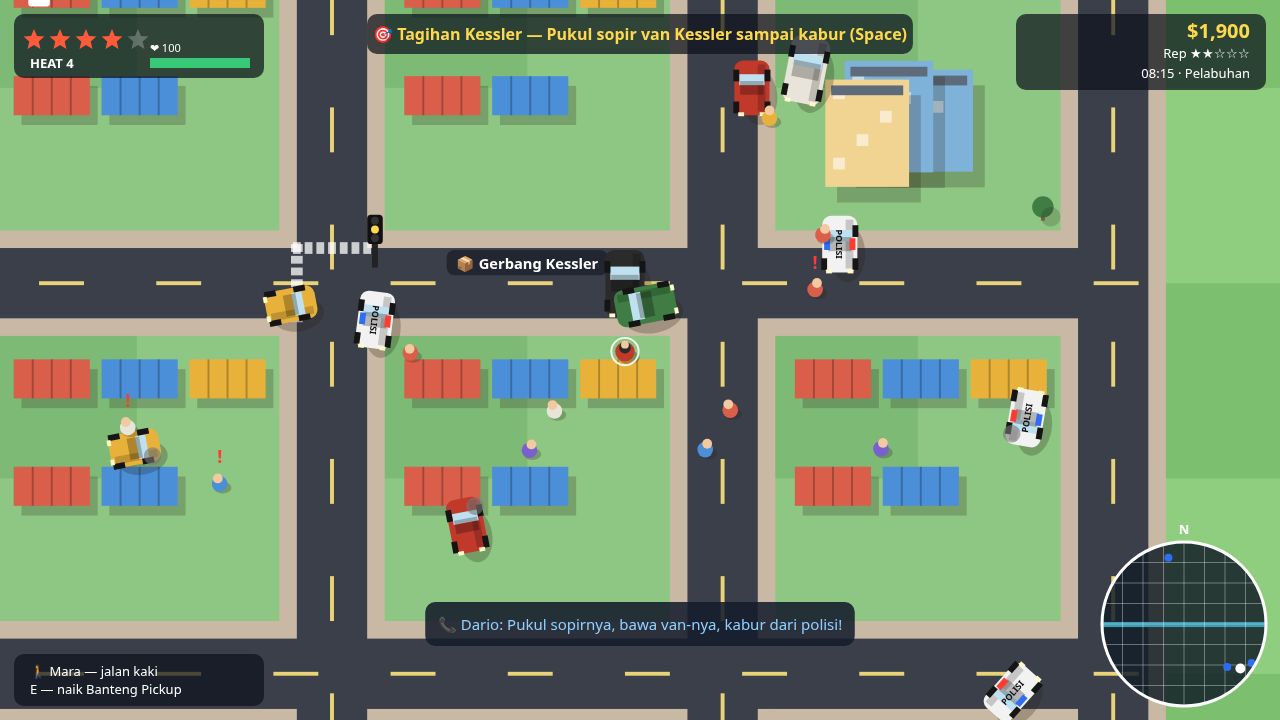 ❤ 100
HEAT 4
🎯 Tagihan Kessler — Pukul sopir van Kessler sampai kabur (Space)
$1,900
Rep ★★☆☆☆
08:15 · Pelabuhan
POLISI
📦 Gerbang Kessler
POLISI
!
!
POLISI
!
📞 Dario: Pukul sopirnya, bawa van-nya, kabur dari polisi!
N
🚶 Mara — jalan kaki
E — naik Banteng Pickup
POLISI